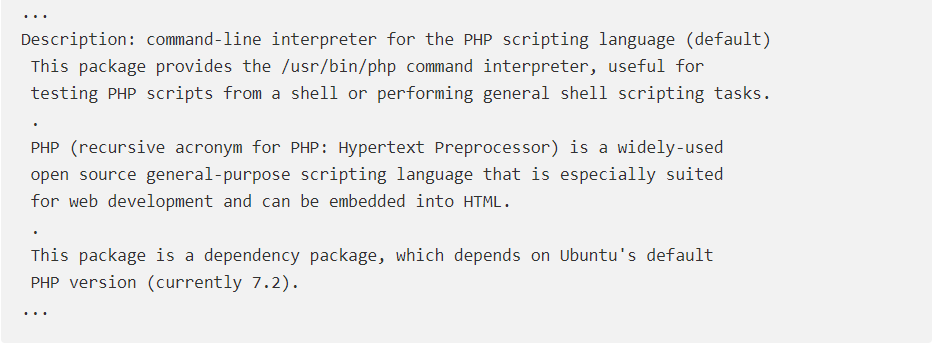 ...
Description: command-line interpreter for the PHP scripting language (default)
This package provides the /usr/bin/php command interpreter, useful for
testing PHP scripts from a shell or performing general shell scripting tasks.
.
PHP (recursive acronym for PHP: Hypertext Preprocessor) is a widely-used
open source general-purpose scripting language that is especially suited
for web development and can be embedded into HTML.
.
This package is a dependency package, which depends on Ubuntu's default
PHP version (currently 7.2).
...